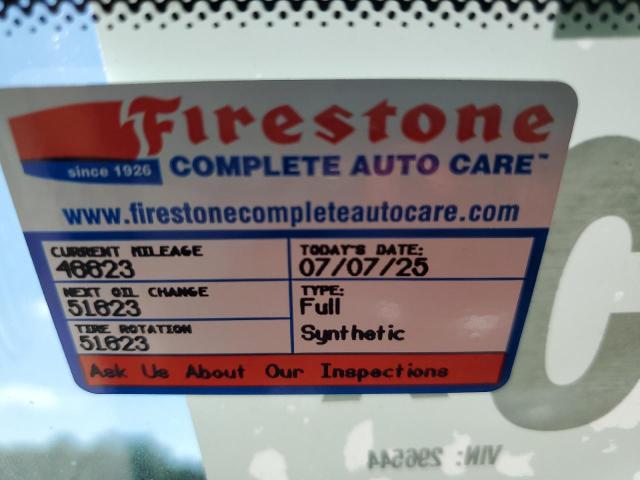 Firestone
since 1926
COMPLETE AUTO CARE™
www.firestonecompleteautocare.com
CURRENT MILEAGE
46623
TODAY'S DATE:
07/07/25
NEXT OIL CHANGE
51623
TYPE:
Full
Synthetic
TIRE ROTATION
51623
Ask Us About Our Inspections
VIN: 296544